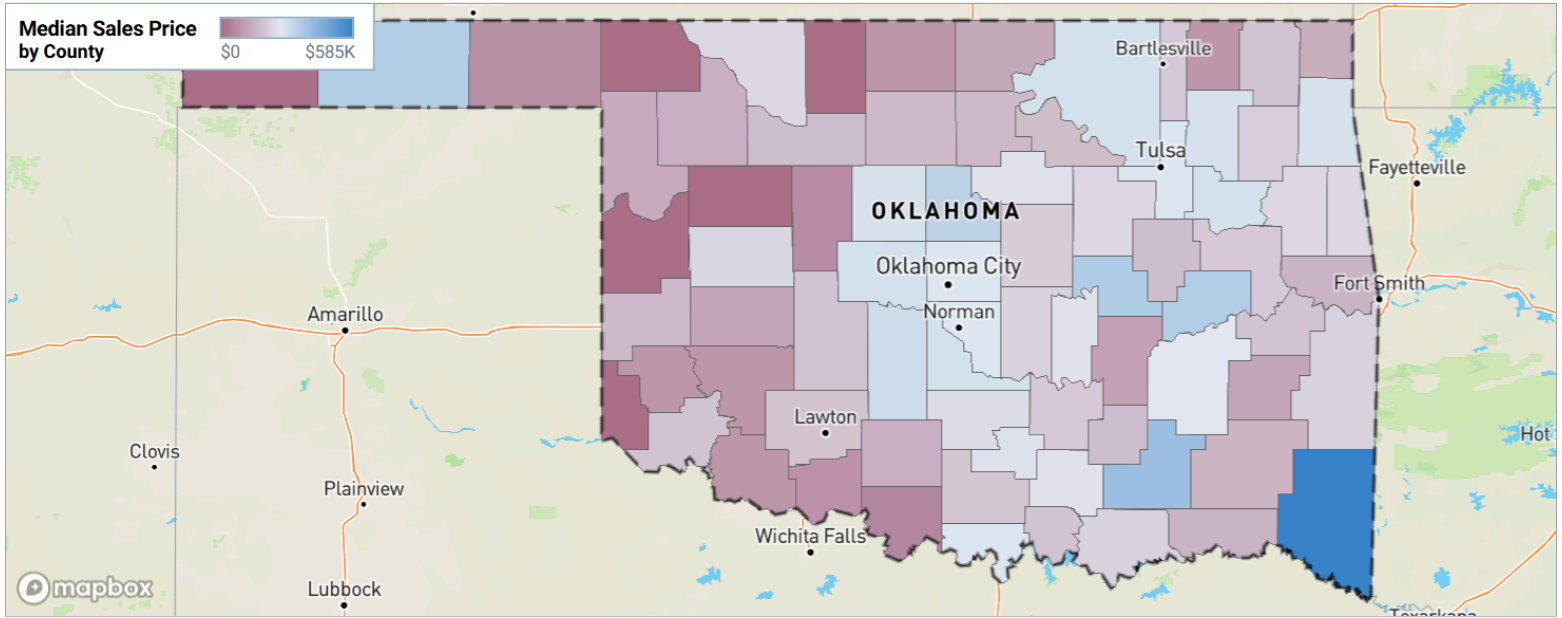 Median Sales Price
by County
$0
$585K
Bartlesville
Tulsa
Fayetteville
OKLAHOMA
Oklahoma City
Fort Smith
Amarillo
Norman
Lawton
Hot
Clovis
Plainview
Wichita Falls
Lubbock
mapbox